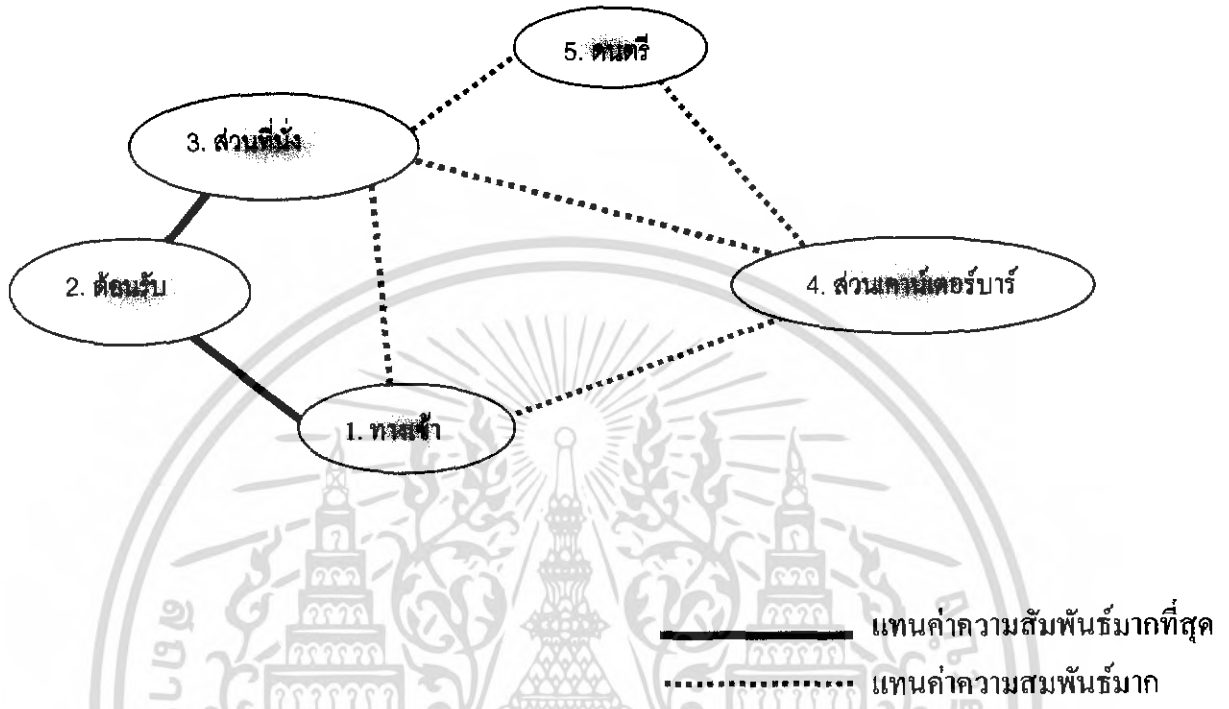 5. ดนตรี
3. ส่วนที่นั่ง
2. ต้อนรับ
4. ส่วนเคาน์เตอร์บาร์
1. ทางเข้า
แทนค่าความสัมพันธ์มากที่สุด
แทนค่าความสมพันธ์มาก